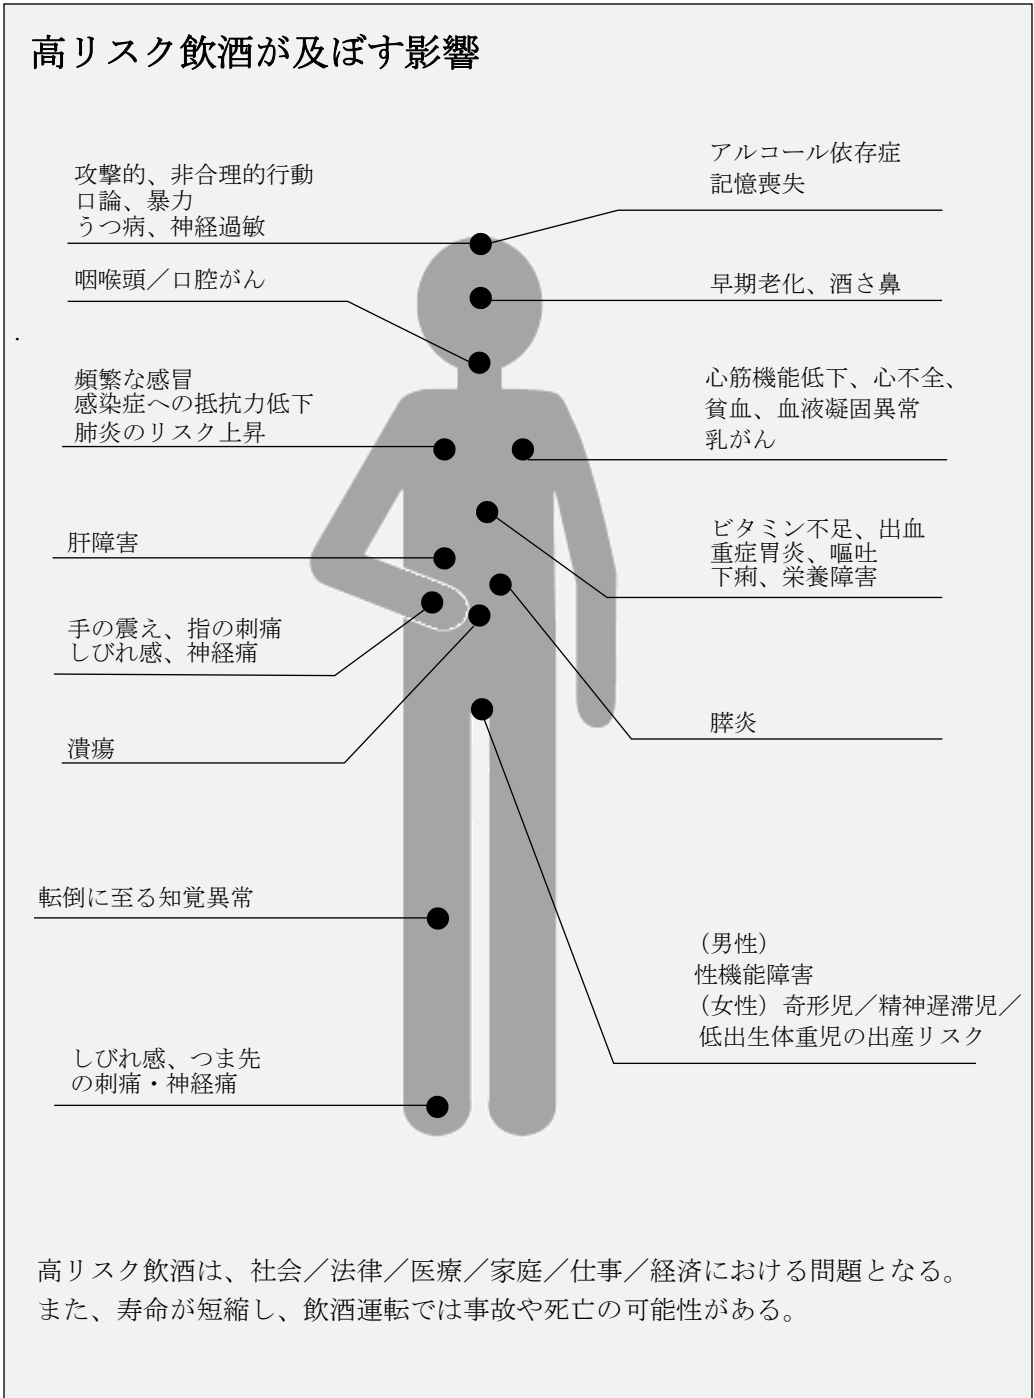 高リスク飲酒が及ぼす影響
攻撃的、非合理的行動
口論、暴力
うつ病、神経過敏
アルコール依存症
記憶喪失
咽喉頭／口腔がん
早期老化、酒さ鼻
頻繁な感冒
感染症への抵抗力低下
肺炎のリスク上昇
心筋機能低下、心不全、
貧血、血液凝固異常
乳がん
肝障害
ビタミン不足、出血
重症胃炎、嘔吐
下痢、栄養障害
手の震え、指の刺痛
しびれ感、神経痛
潰瘍
膵炎
転倒に至る知覚異常
（男性）
性機能障害
（女性）奇形児／精神遅滞児／
低出生体重児の出産リスク
しびれ感、つま先
の刺痛・神経痛
高リスク飲酒は、社会／法律／医療／家庭／仕事／経済における問題となる。
また、寿命が短縮し、飲酒運転では事故や死亡の可能性がある。